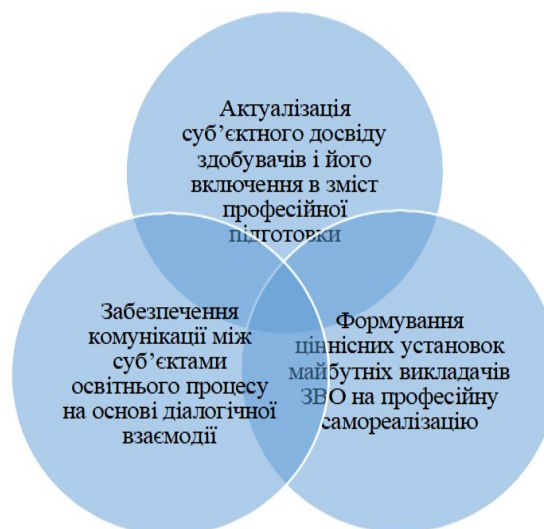 Актуалізація
суб’єктного досвіду
здобувачів і його
включення в зміст
професійної
підготовки
Забезпечення
комунікації між
суб’єктами
освітнього процесу
на основі діалогічної
взаємодії
Формування
ціннісних установок
майбутніх викладачів
ЗВО на професійну
самореалізацію